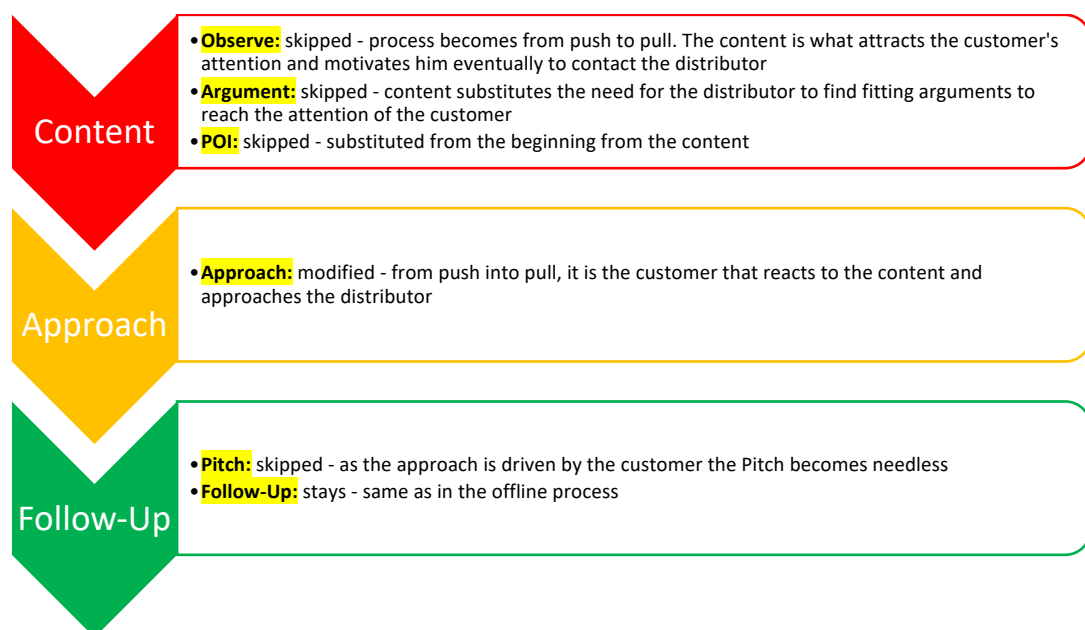 Content
•Observe: skipped - process becomes from push to pull. The content is what attracts the customer's
attention and motivates him eventually to contact the distributor
•Argument: skipped - content substitutes the need for the distributor to find fitting arguments to
reach the attention of the customer
•POI: skipped - substituted from the beginning from the content
Approach
•Approach: modified - from push into pull, it is the customer that reacts to the content and
approaches the distributor
Follow-Up
•Pitch: skipped - as the approach is driven by the customer the Pitch becomes needless
•Follow-Up: stays - same as in the offline process